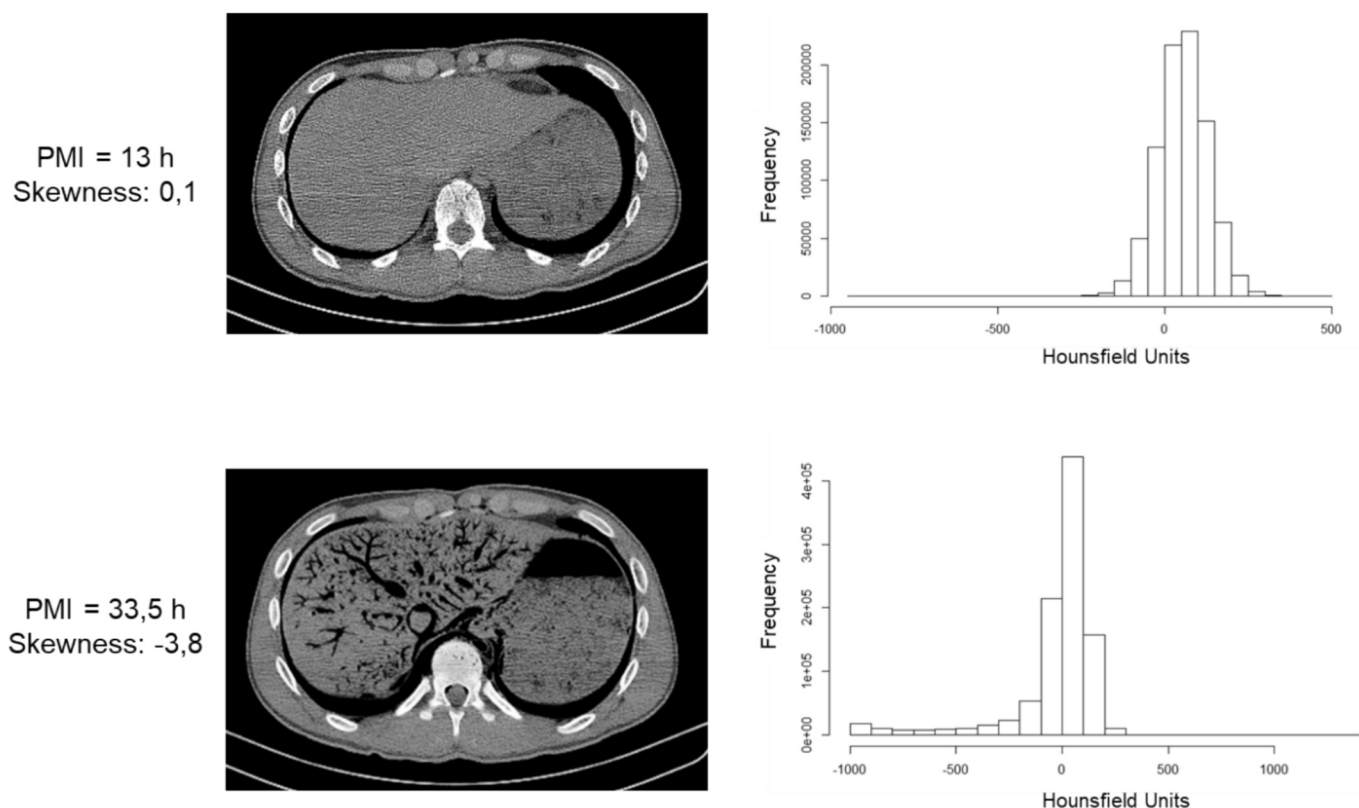 PMI = 13 h
Skewness: 0,1
Frequency
0
50000
100000
150000
200000
-1000
-500
0
500
Hounsfield Units
PMI = 33,5 h
Skewness: -3,8
Frequency
0e+00
1e+05
2e+05
3e+05
4e+05
-1000
-500
0
500
1000
Hounsfield Units